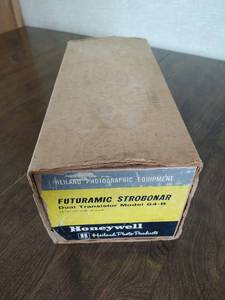 HEILAND PHOTOGRAPHIC EQUIPMENT
FUTURAMIC STROBONAR
Dual Transistor Model 64-B
Honeywell
H Heiland Photo Products